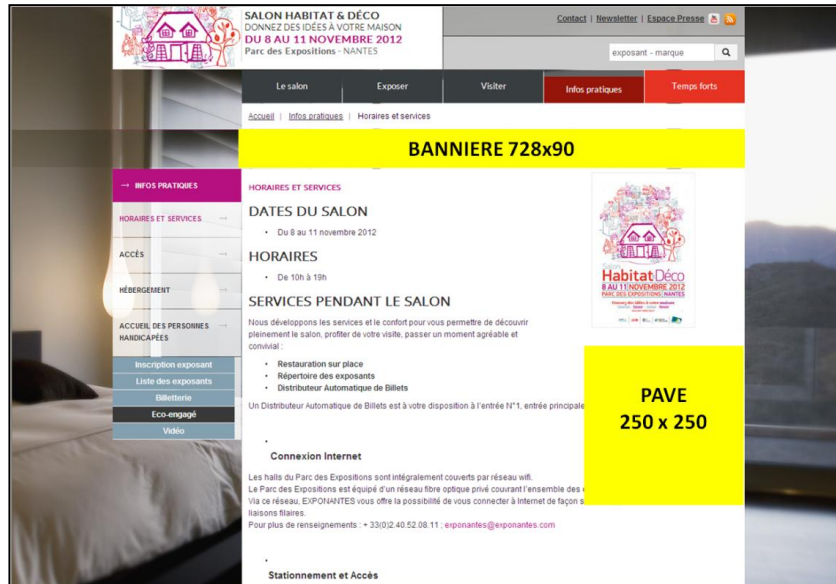 SALON HABITAT & DÉCO
DONNEZ DES IDÉES À VOTRE MAISON
DU 8 AU 11 NOVEMBRE 2012
Parc des Expositions - NANTES
Contact | Newsletter | Espace Presse
exposant - marque
Le salon Exposer Visiter Infos pratiques Temps forts
Accueil | Infos pratiques | Horaires et services
BANNIERE 728x90
→ INFOS PRATIQUES
HORAIRES ET SERVICES →
ACCÈS →
HÉBERGEMENT →
ACCUEIL DES PERSONNES →
HANDICAPÉES
Inscription exposant
Liste des exposants
Billetterie
Eco-engagé
Vidéo
HORAIRES ET SERVICES
DATES DU SALON
• Du 8 au 11 novembre 2012
HORAIRES
• De 10h à 19h
SERVICES PENDANT LE SALON
Nous développons les services et le confort pour vous permettre de découvrir
pleinement le salon, profiter de votre visite, passer un moment agréable et
convivial :
• Restauration sur place
• Répertoire des exposants
• Distributeur Automatique de Billets
Un Distributeur Automatique de Billets est à votre disposition à l'entrée N°1, entrée principale
•
Connexion Internet
Les halls du Parc des Expositions sont intégralement couverts par réseau wifi.
Le Parc des Expositions est équipé d'un réseau fibre optique privé couvrant l'ensemble des
Via ce réseau, EXPONANTES vous offre la possibilité de vous connecter à Internet de façon
liaisons filaires.
Pour plus de renseignements : + 33(0)2.40.52.08.11 ; exponantes@exponantes.com
•
Stationnement et Accès
Salon
Habitat Déco
8 AU 11 NOVEMBRE 2012
PARC DES EXPOSITIONS NANTES
PAVE
250 x 250